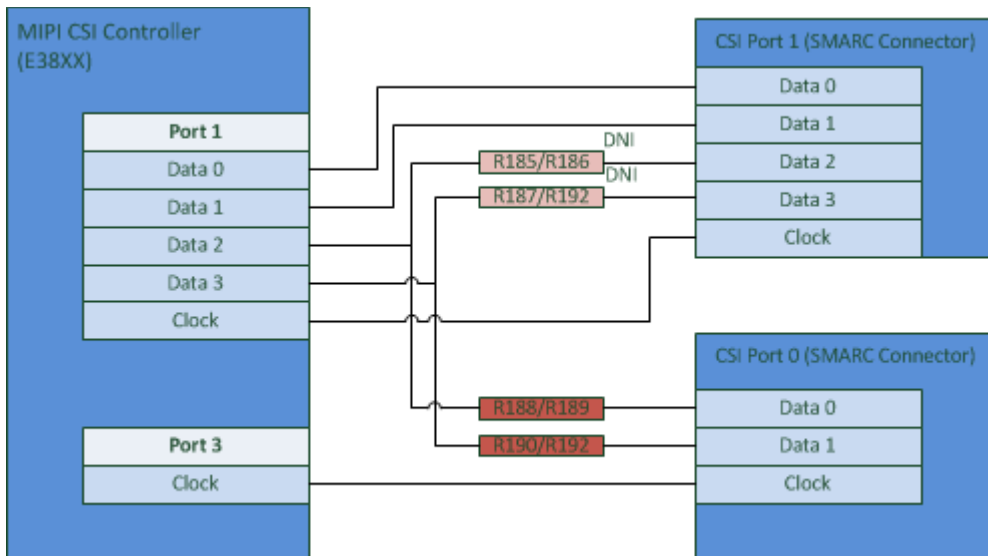 MIPI CSI Controller
(E38XX)
Port 1
Data 0
Data 1
Data 2
Data 3
Clock
Port 3
Clock
DNI
R185/R186
DNI
R187/R192
R188/R189
R190/R192
CSI Port 1 (SMARC Connector)
Data 0
Data 1
Data 2
Data 3
Clock
CSI Port 0 (SMARC Connector)
Data 0
Data 1
Clock